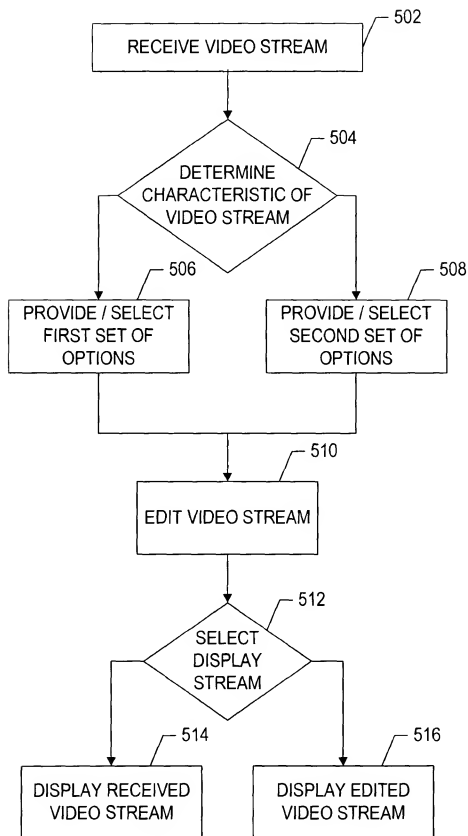 502
RECEIVE VIDEO STREAM
504
DETERMINE
CHARACTERISTIC OF
VIDEO STREAM
506
PROVIDE / SELECT
FIRST SET OF
OPTIONS
508
PROVIDE / SELECT
SECOND SET OF
OPTIONS
510
EDIT VIDEO STREAM
512
SELECT
DISPLAY
STREAM
514
DISPLAY RECEIVED
VIDEO STREAM
516
DISPLAY EDITED
VIDEO STREAM